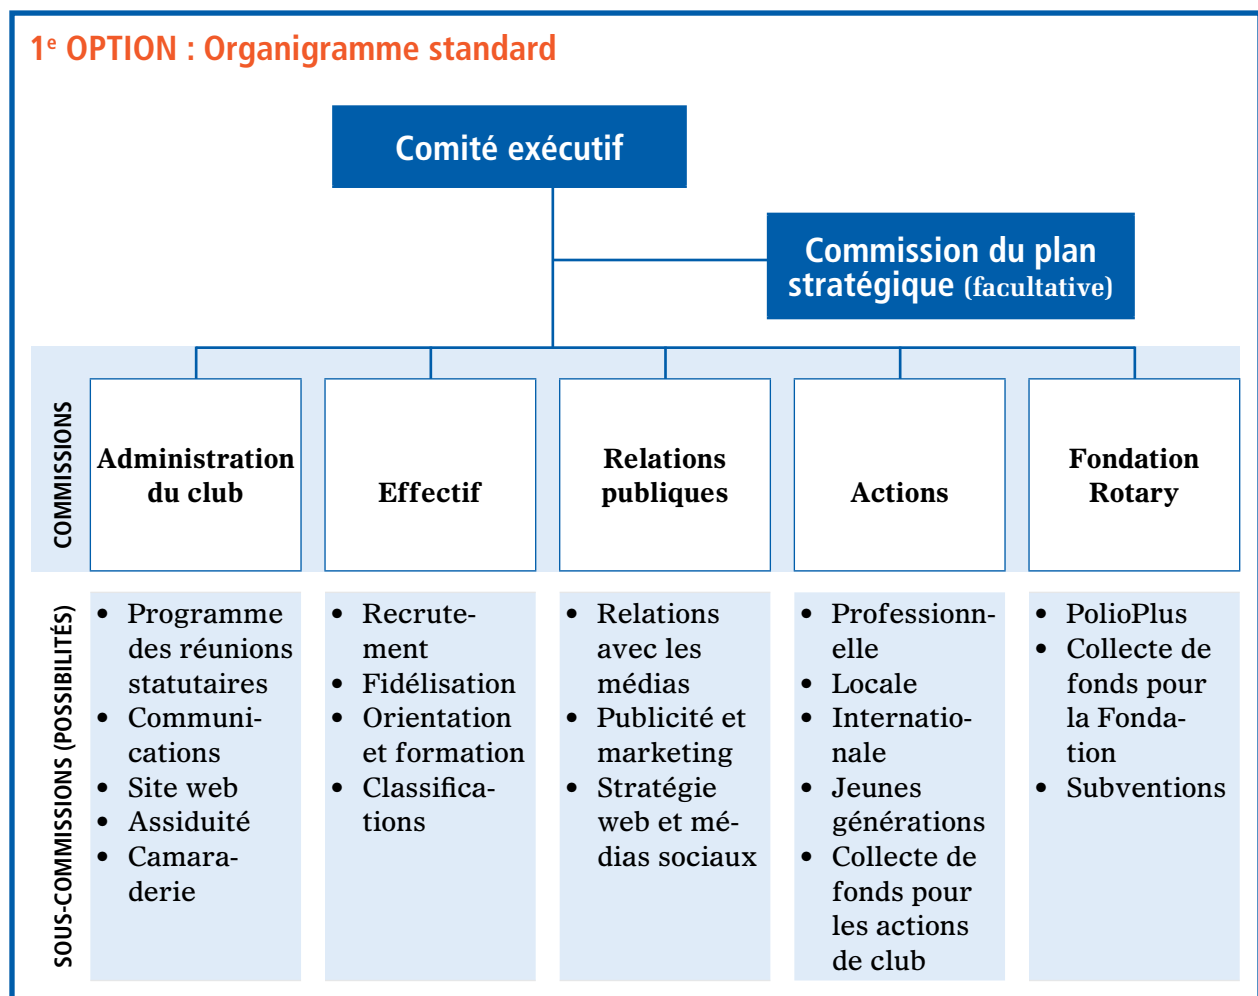 1e OPTION : Organigramme standard
Comité exécutif
Commission du plan
stratégique (facultative)
COMMISSIONS
Administration
du club
Effectif
Relations
publiques
Actions
Fondation
Rotary
SOUS-COMMISSIONS (POSSIBILITÉS)
• Programme
des réunions
statutaires
• Communi-
cations
• Site web
• Assiduité
• Camara-
derie
• Recrute-
ment
• Fidélisation
• Orientation
et formation
• Classifica-
tions
• Relations
avec les
médias
• Publicité et
marketing
• Stratégie
web et mé-
dias sociaux
• Professionn-
elle
• Locale
• Internatio-
nale
• Jeunes
générations
• Collecte de
fonds pour
les actions
de club
• PolioPlus
• Collecte de
fonds pour
la Fonda-
tion
• Subventions